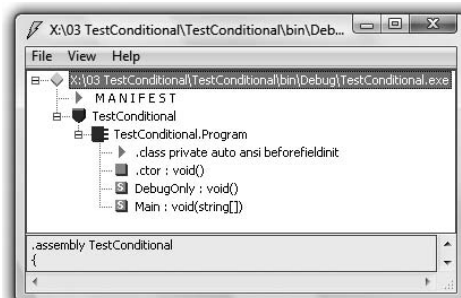 X:\03 TestConditional\TestConditional\bin\Deb...
File View Help
X:\03 TestConditional\TestConditional\bin\Debug\TestConditional.exe
MANIFEST
TestConditional
TestConditional.Program
.class private auto ansi beforefieldinit
.ctor : void()
S DebugOnly : void()
S Main : void(string[])
.assembly TestConditional
{